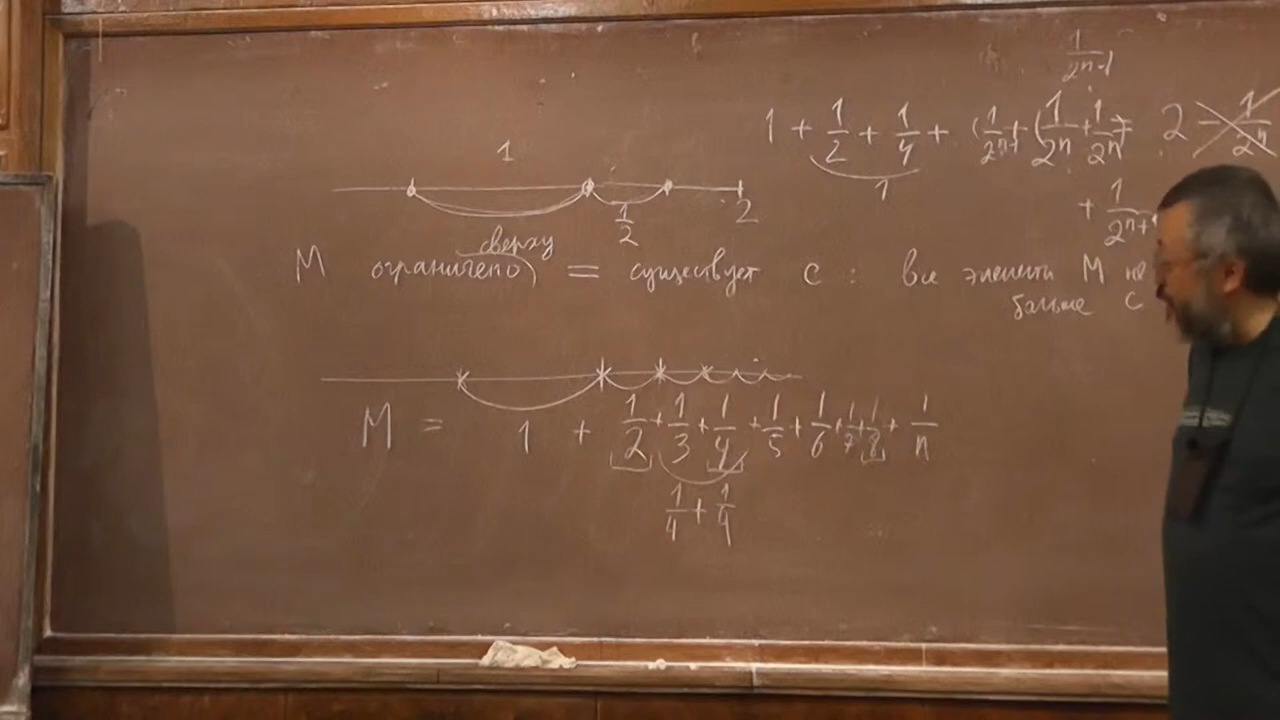 1/2ⁿ⁻¹
1 + 1/2 + 1/4 + (1/2ⁿ⁻¹ + (1/2ⁿ + 1/2ⁿ) = 2 - 1/2ⁿ
1
+ 1/2ⁿ⁺
1
1/2
2
сверху
M ограничено = существует c : все элементы M не
больше c
M = 1 + 1/2 + 1/3 + 1/4 + 1/5 + 1/6 + 1/7 + 1/8 + 1/n
1/4 + 1/4